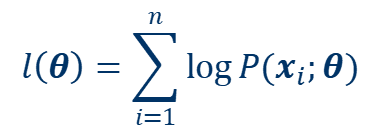 l(θ) = ∑_{i=1}^{n} log P(x_i; θ)